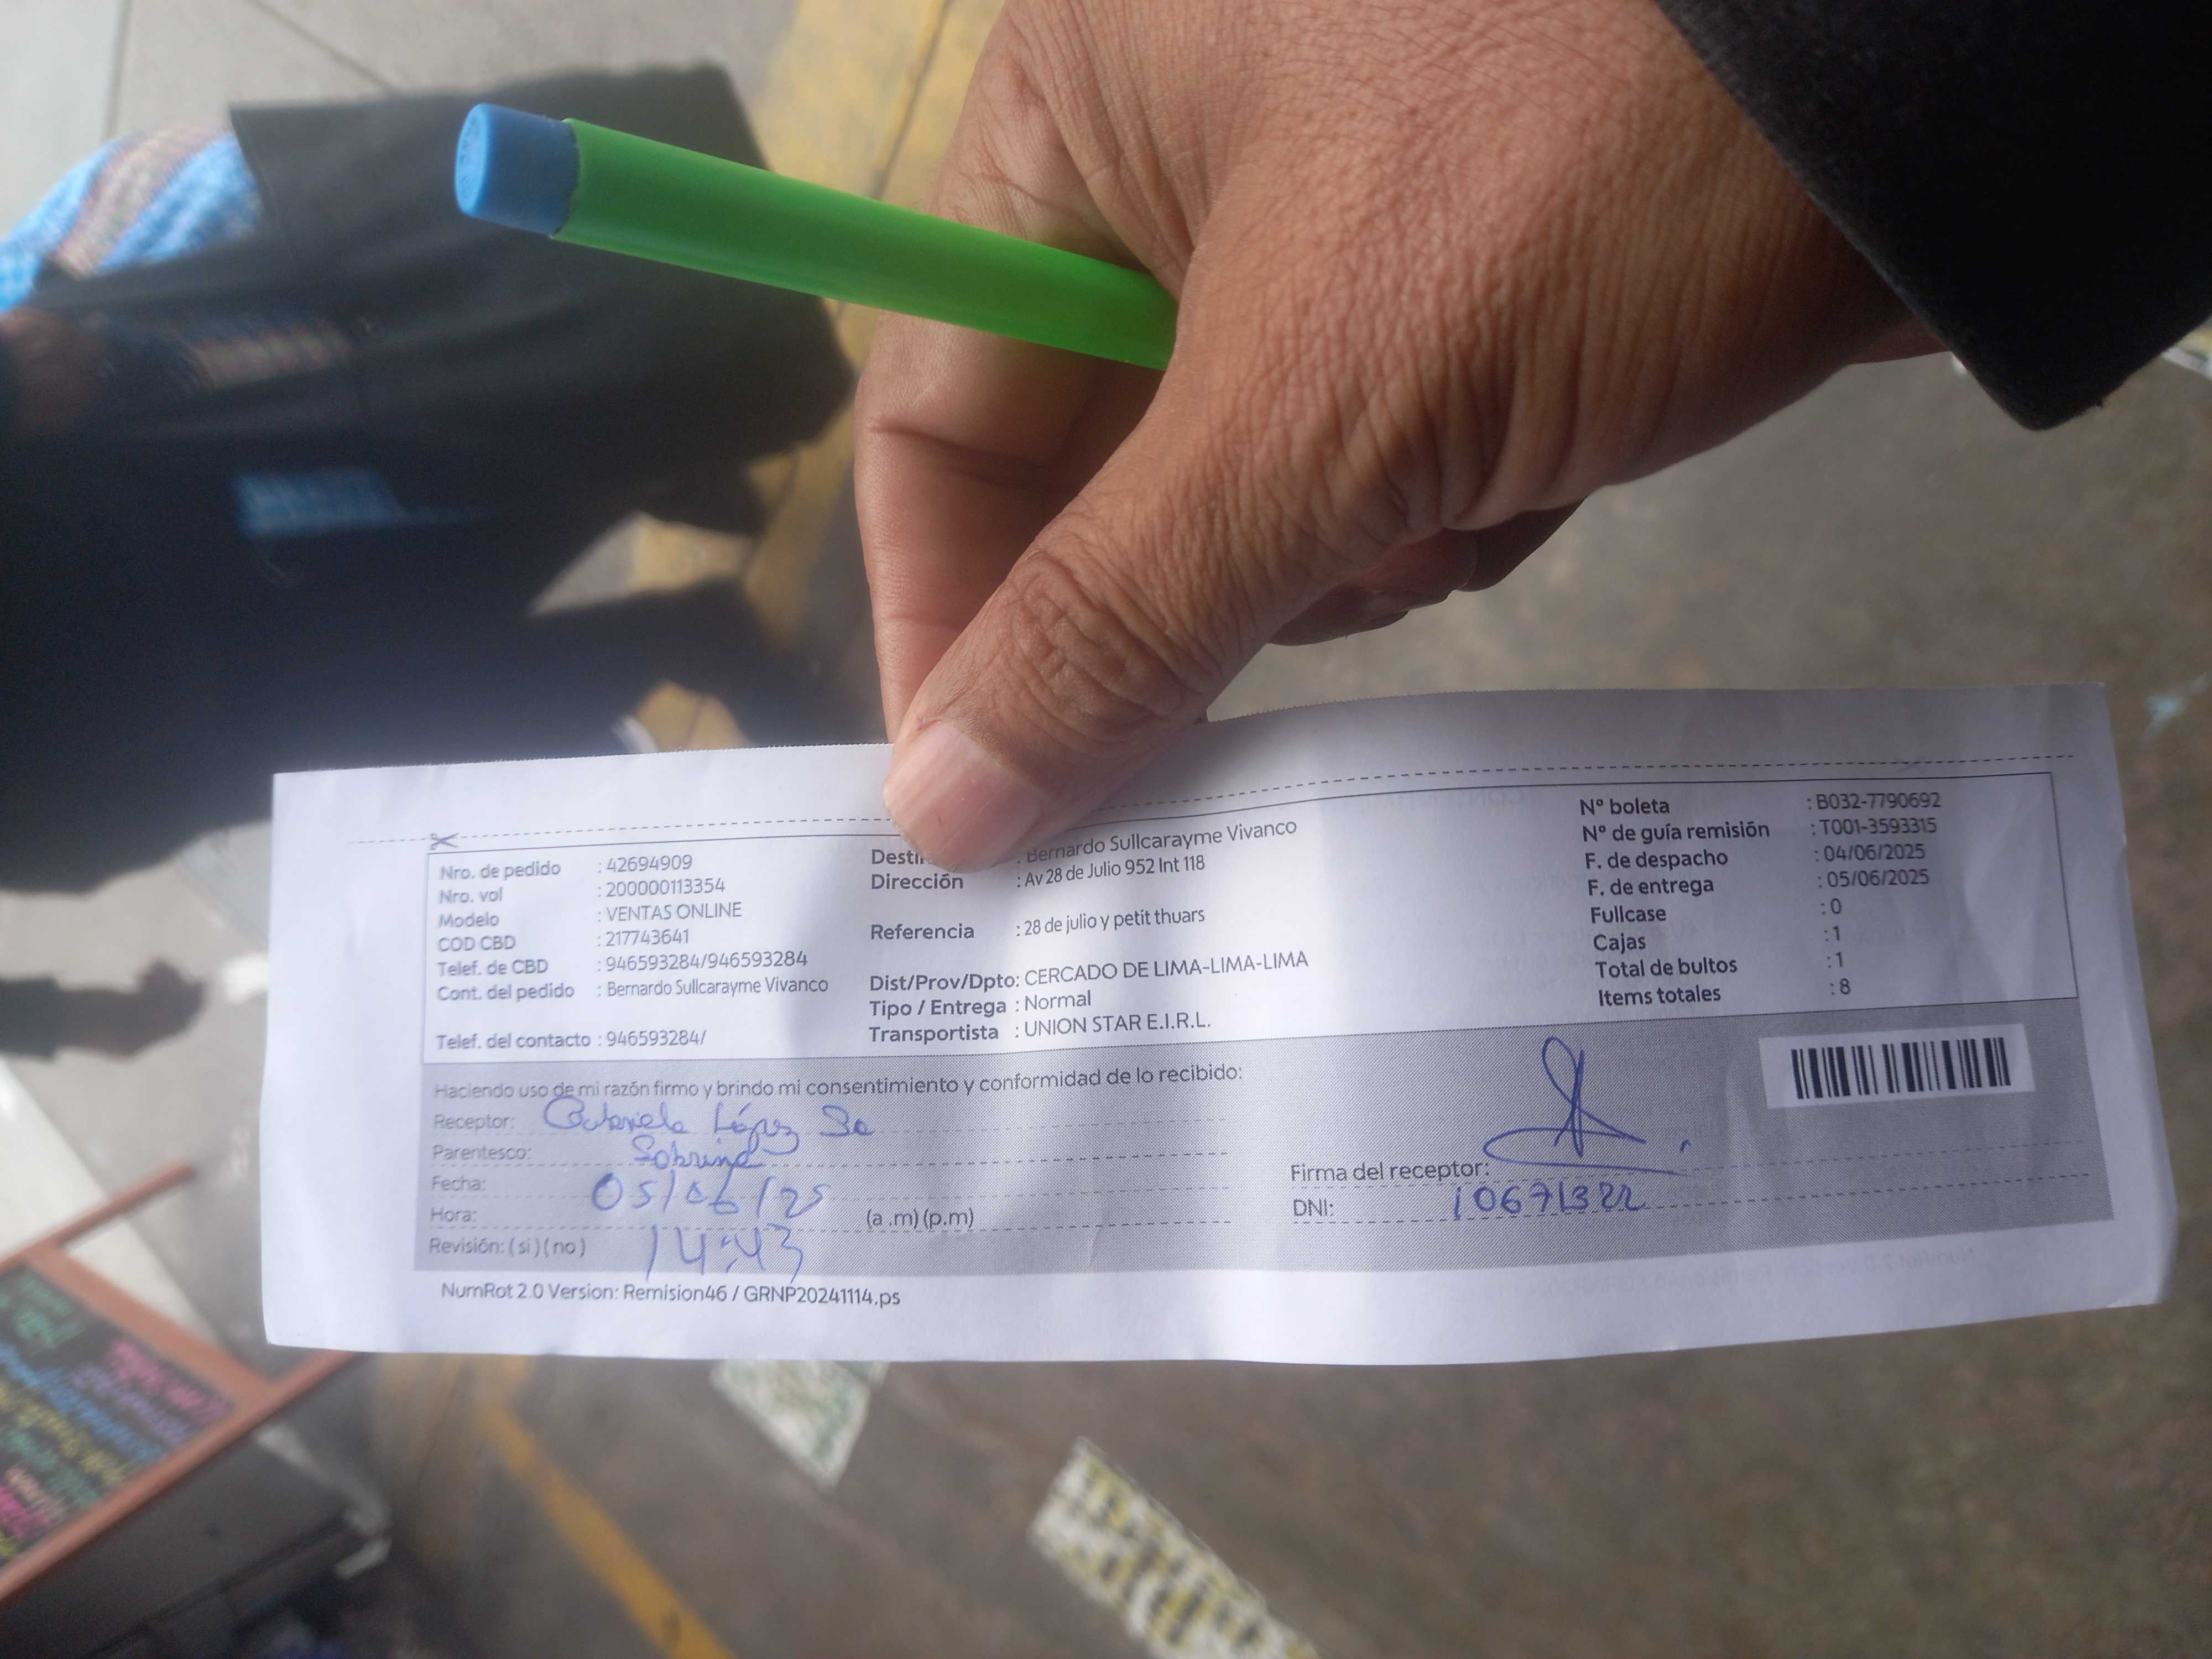 Nro. de pedido : 42694909
Nro. vol : 200000113354
Modelo : VENTAS ONLINE
COD CBD : 217743641
Telef. de CBD : 946593284/946593284
Cont. del pedido : Bernardo Sullcarayme Vivanco
Telef. del contacto : 946593284/
: Bernardo Sullcarayme Vivanco
Dirección : Av 28 de Julio 952 Int 118
Referencia : 28 de julio y petit thuars
Dist/Prov/Dpto: CERCADO DE LIMA-LIMA-LIMA
Tipo / Entrega : Normal
Transportista : UNION STAR E.I.R.L.
N° boleta : B032-7790692
N° de guía remisión : T001-3593315
F. de despacho : 04/06/2025
F. de entrega : 05/06/2025
Fullcase : 0
Cajas : 1
Total de bultos : 1
Items totales : 8
Haciendo uso de mi razón firmo y brindo mi consentimiento y conformidad de lo recibido:
Receptor: Gabriela López
Parentesco: Sobrina
Fecha: 05/06/25
Hora: 14:43 (a .m) (p.m)
Revisión: ( si ) ( no )
Firma del receptor:
DNI: 10671322
NumRot 2.0 Version: Remision46 / GRNP20241114.ps